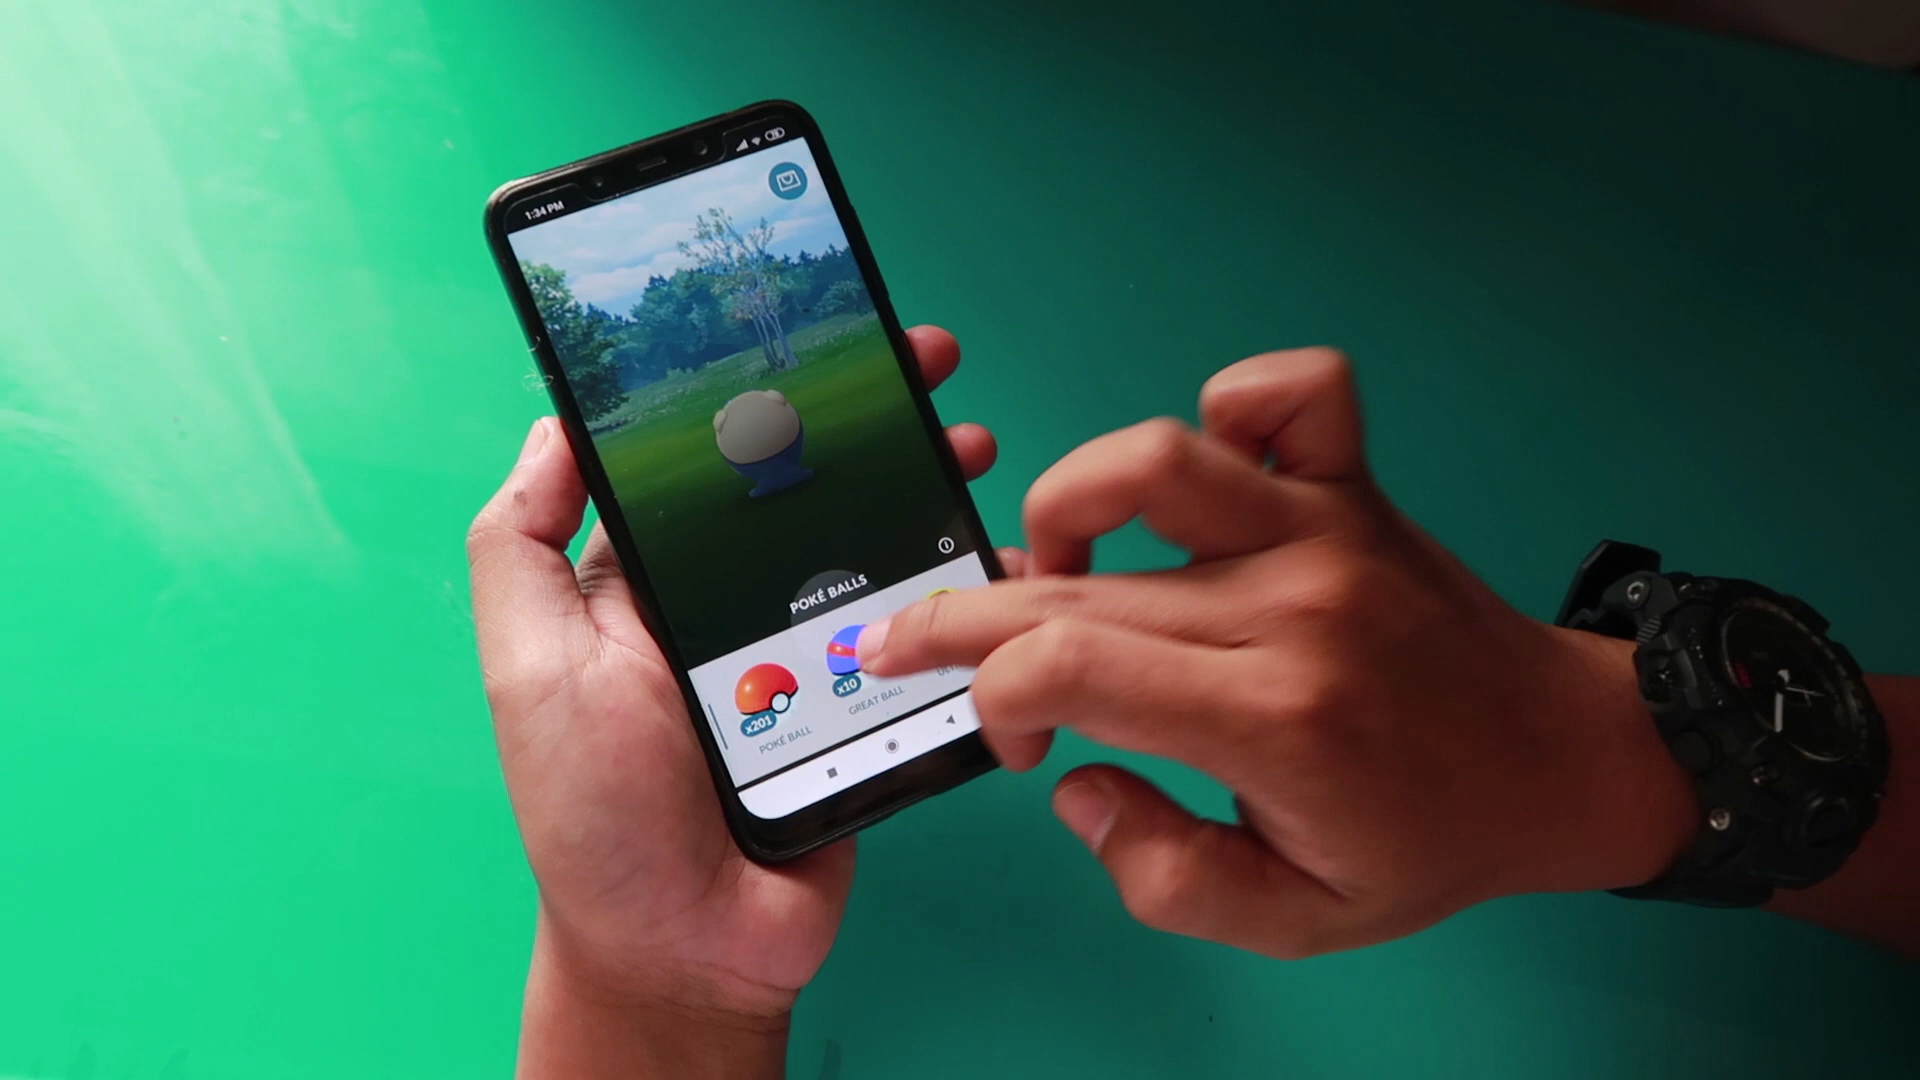 1:34 PM
POKÉ BALLS
x201
POKÉ BALL
x10
GREAT BALL